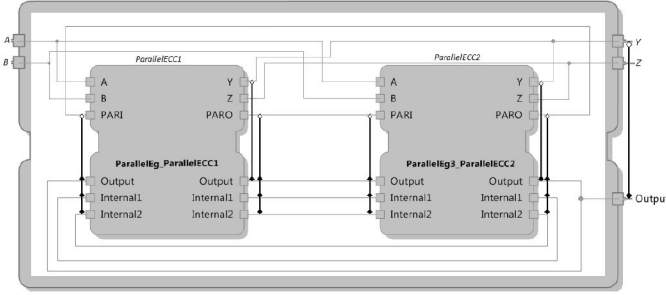 A
B
Y
Z
Output
ParallelECC1
A
B
PARI
Y
Z
PARO
ParallelEg_ParallelECC1
Output
Internal1
Internal2
Output
Internal1
Internal2
ParallelECC2
A
B
PARI
Y
Z
PARO
ParallelEg3_ParallelECC2
Output
Internal1
Internal2
Output
Internal1
Internal2